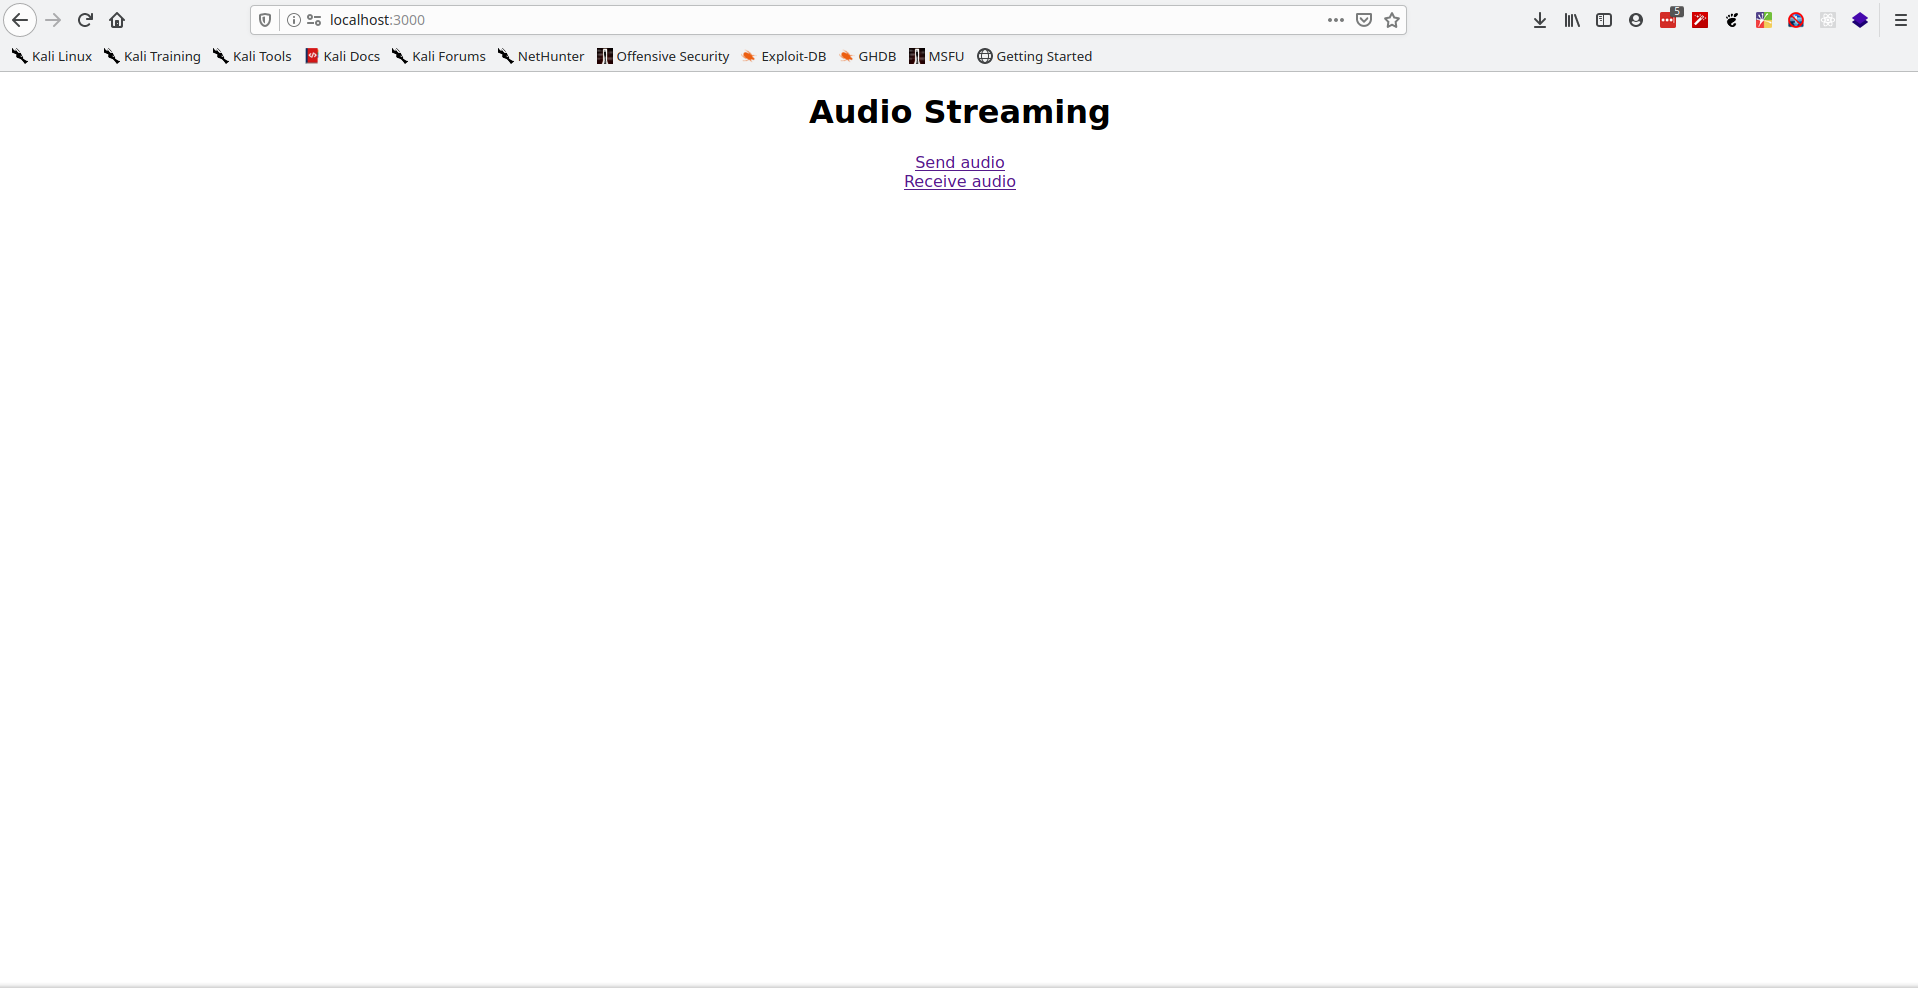 localhost:3000
5
Kali Linux Kali Training Kali Tools Kali Docs Kali Forums NetHunter Offensive Security Exploit-DB GHDB MSFU Getting Started
Audio Streaming
Send audio
Receive audio